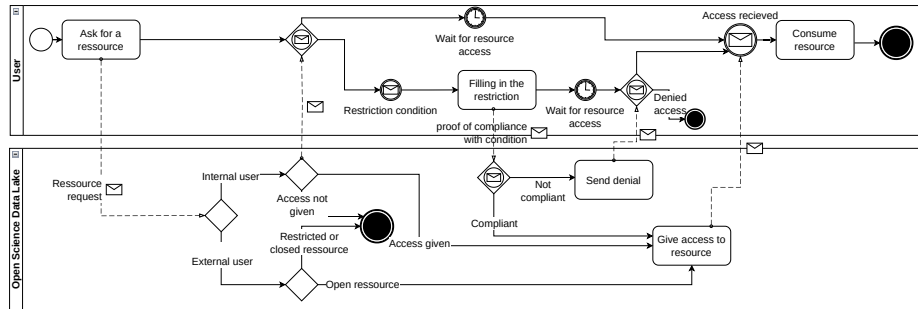 User
Ask for a
ressource
Wait for resource
access
Access recieved
Consume
resource
Restriction condition
Filling in the
restriction
Wait for resource
access
Denied
access
proof of compliance
with condition
Open Science Data Lake
Ressource
request
Internal user
Access not
given
Restricted or
closed ressource
External user
Open ressource
Access given
Not
compliant
Compliant
Send denial
Give access to
resource